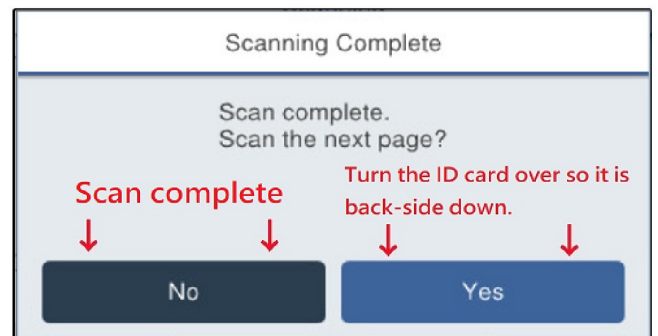 Scanning Complete
Scan complete.
Scan the next page?
Scan complete
Turn the ID card over so it is
back-side down.
No
Yes